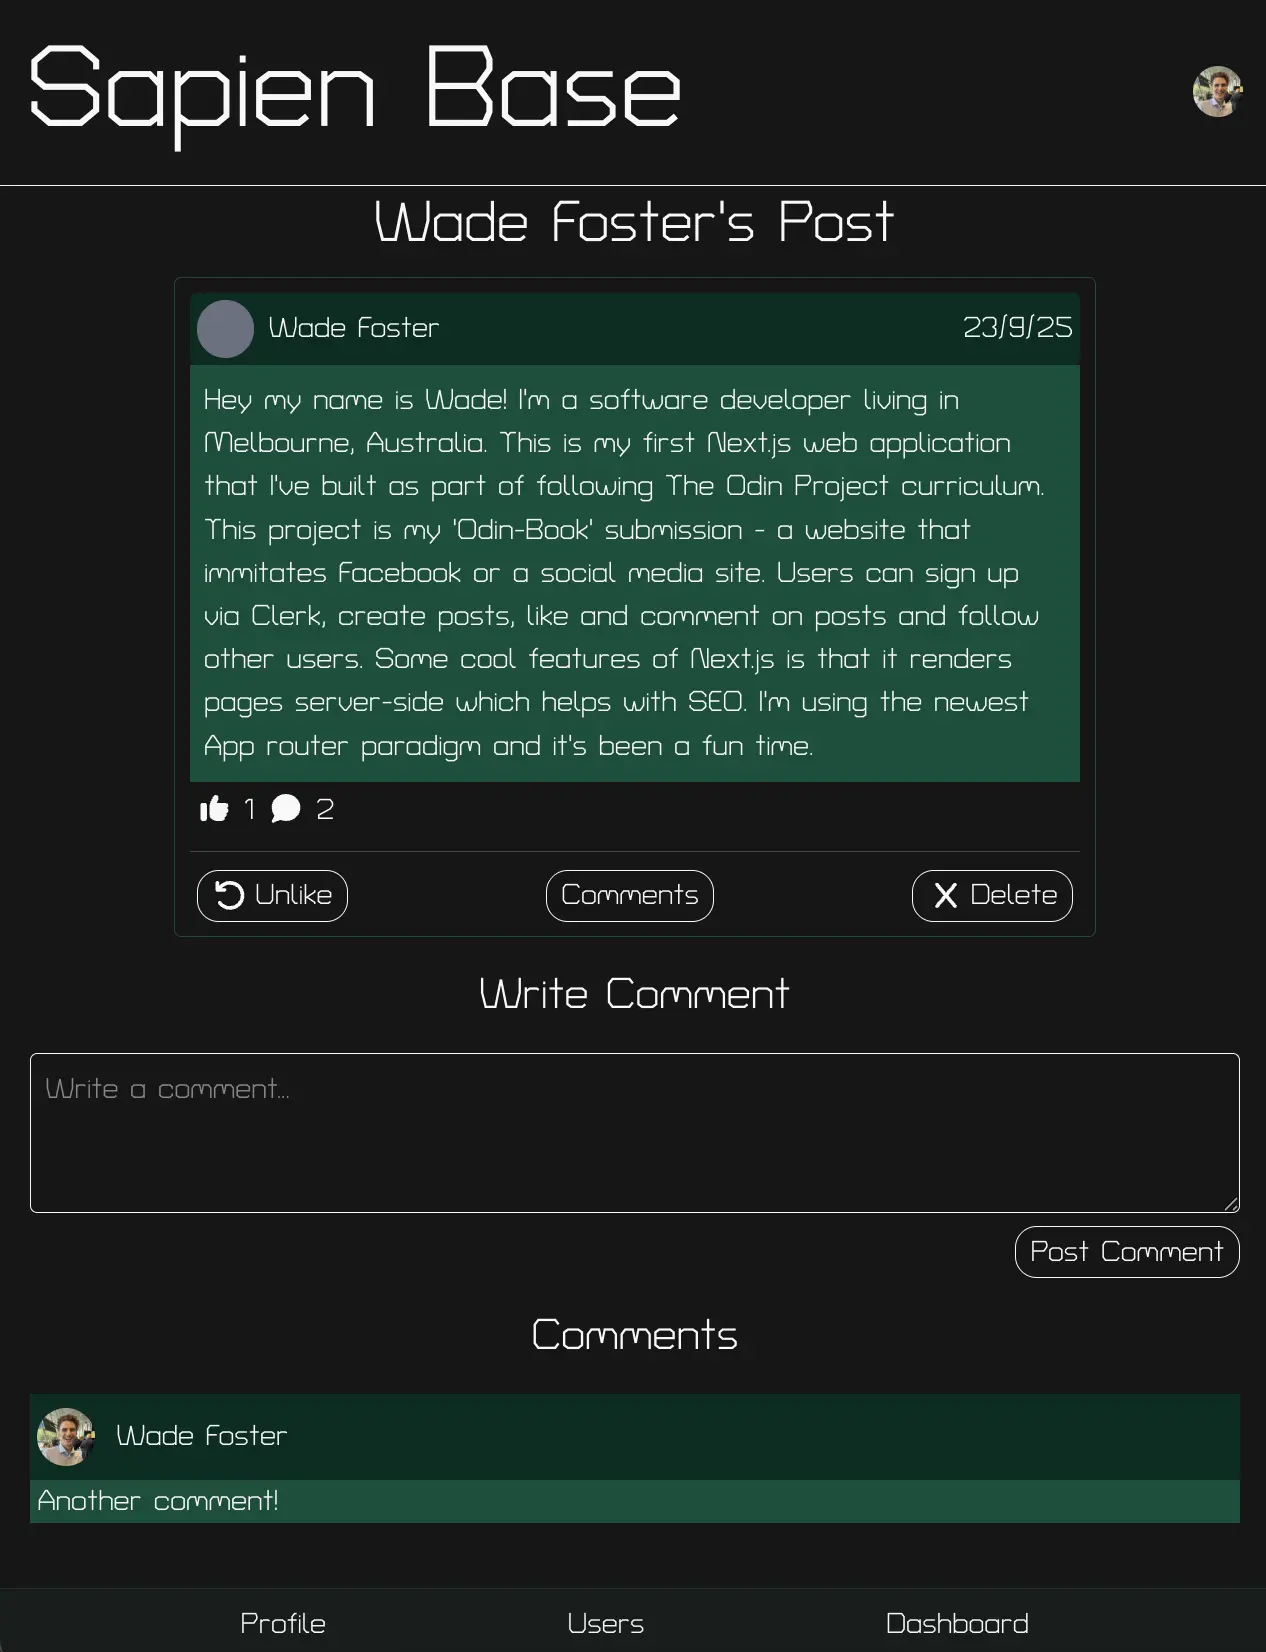 Sapien Base
Wade Foster's Post
Wade Foster
23/9/25
Hey my name is Wade! I'm a software developer living in
Melbourne, Australia. This is my first Next.js web application
that I've built as part of following The Odin Project curriculum.
This project is my 'Odin-Book' submission - a website that
immitates Facebook or a social media site. Users can sign up
via Clerk, create posts, like and comment on posts and follow
other users. Some cool features of Next.js is that it renders
pages server-side which helps with SEO. I'm using the newest
App router paradigm and it's been a fun time.
1 2
Unlike
Comments
Delete
Write Comment
Write a comment...
Post Comment
Comments
Wade Foster
Another comment!
Profile
Users
Dashboard